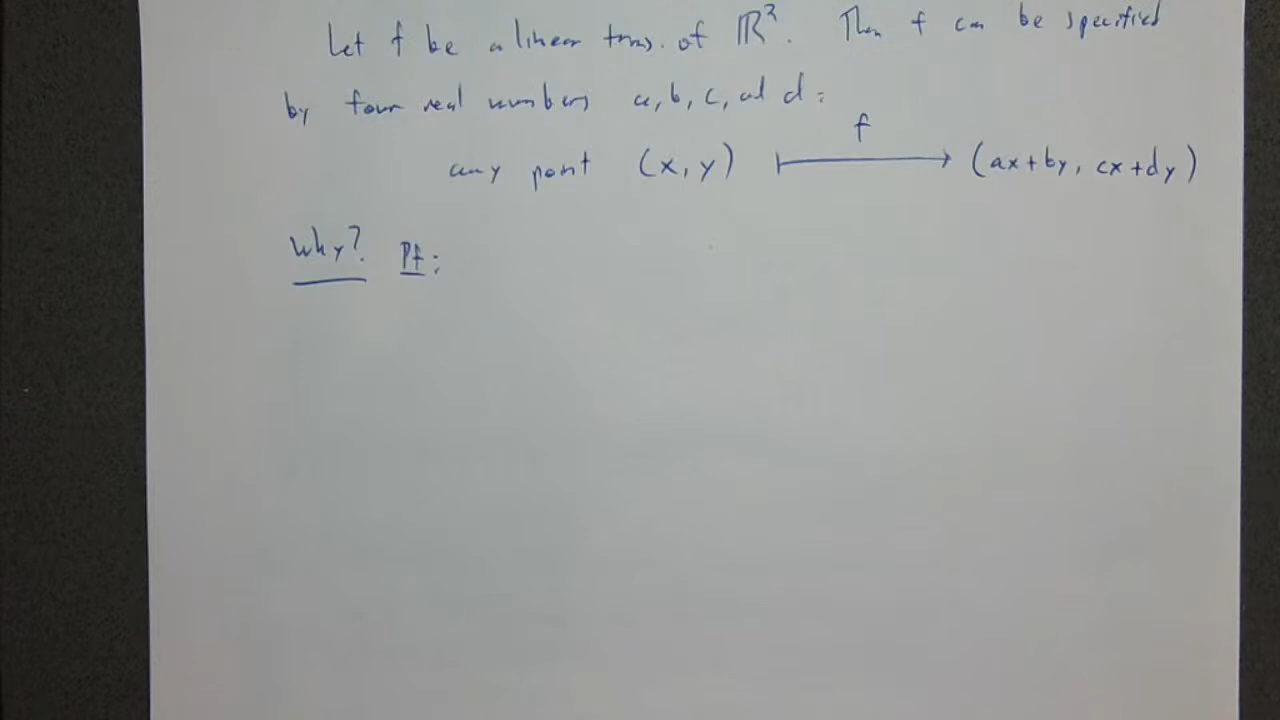 Let f be a linear trans. of ℝ². Then f can be specified
by four real numbers a, b, c, and d:
any point (x, y) ⟼ f (ax+by, cx+dy)
Why? Pf: